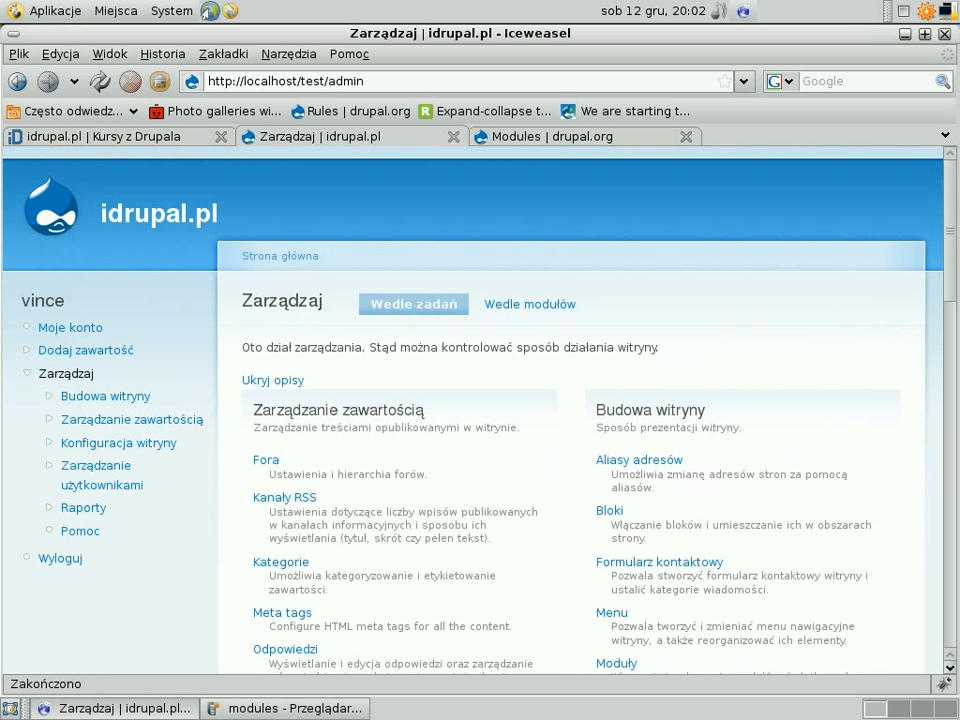 Aplikacje Miejsca System sob 12 gru, 20:02
Zarządzaj | idrupal.pl - Iceweasel
Plik Edycja Widok Historia Zakładki Narzędzia Pomoc
http://localhost/test/admin Google
Często odwiedz... Photo galleries wi... Rules | drupal.org Expand-collapse t... We are starting t...
idrupal.pl | Kursy z Drupala Zarządzaj | idrupal.pl Modules | drupal.org
idrupal.pl
Strona główna
vince
Moje konto
Dodaj zawartość
Zarządzaj
Budowa witryny
Zarządzanie zawartością
Konfiguracja witryny
Zarządzanie
użytkownikami
Raporty
Pomoc
Wyloguj
Zarządzaj Wedle zadań Wedle modułów
Oto dział zarządzania. Stąd można kontrolować sposób działania witryny.
Ukryj opisy
Zarządzanie zawartością
Zarządzanie treściami opublikowanymi w witrynie.
Fora
Ustawienia i hierarchia forów.
Kanały RSS
Ustawienia dotyczące liczby wpisów publikowanych
w kanałach informacyjnych i sposobu ich
wyświetlania (tytuł, skrót czy pełen tekst).
Kategorie
Umożliwia kategoryzowanie i etykietowanie
zawartości.
Meta tags
Configure HTML meta tags for all the content.
Odpowiedzi
Wyświetlanie i edycja odpowiedzi oraz zarządzanie
Budowa witryny
Sposób prezentacji witryny.
Aliasy adresów
Umożliwia zmianę adresów stron za pomocą
aliasów.
Bloki
Włączanie bloków i umieszczanie ich w obszarach
strony.
Formularz kontaktowy
Pozwala stworzyć formularz kontaktowy witryny i
ustalić kategorie wiadomości.
Menu
Pozwala tworzyć i zmieniać menu nawigacyjne
witryny, a także reorganizować ich elementy.
Moduły
Zakończono
Zarządzaj | idrupal.pl... modules - Przeglądar...